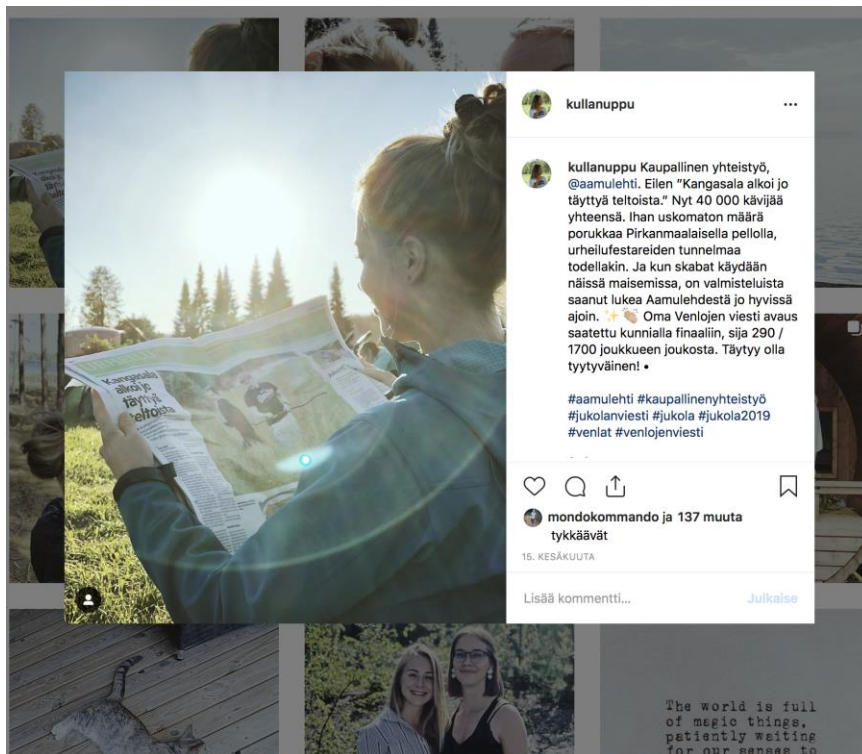 kullanuppu
kullanuppu Kaupallinen yhteistyö,
@aamulehti. Eilen ”Kangasala alkoi jo
täyttyä teltoista.” Nyt 40 000 kävijää
yhteensä. Ihan uskomaton määrä
porukkaa Pirkanmaalaisella pellolla,
urheilufestareiden tunnelmaa
todellakin. Ja kun skabat käydään
näissä maisemissa, on valmisteluista
saanut lukea Aamulehdestä jo hyvissä
ajoin. ✨👏🏼 Oma Venlojen viesti avaus
saatettu kunnialla finaaliin, sija 290 /
1700 joukkueen joukosta. Täytyy olla
tyytyväinen! •
#aamulehti #kaupallinenyhteistyö
#jukolanviesti #jukola #jukola2019
#venlat #venlojenviesti
Kangasala
alkoi jo
täyttyä
teltoista
mondokommando ja 137 muuta
tykkäävät
15. KESÄKUUTA
Lisää kommentti...
Julkaise
The world is full
of magic things,
patiently waiting
for our senses to